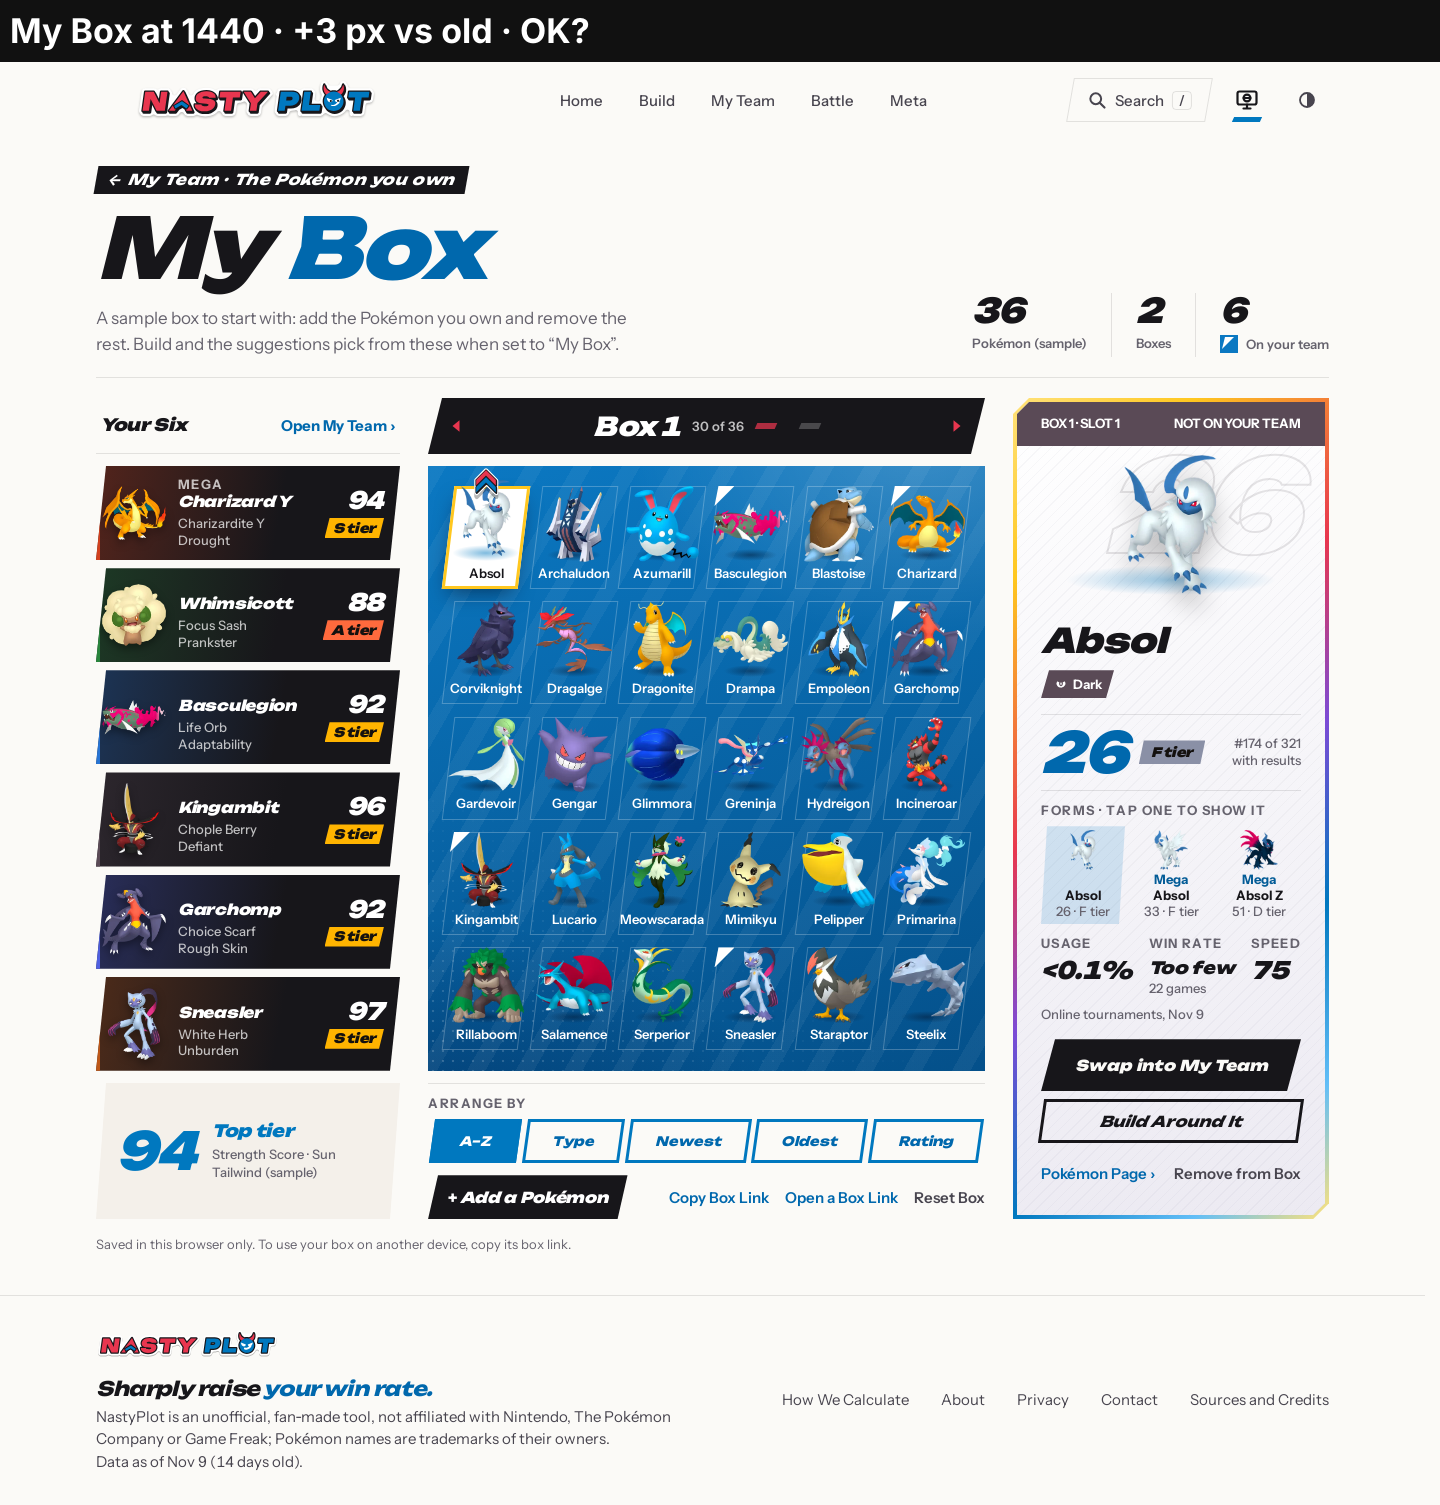 My Box at 1440 · +3 px vs old · OK?
NASTY PLOT
Home
Build
My Team
Battle
Meta
Search /
← My Team · The Pokémon you own
My Box
A sample box to start with: add the Pokémon you own and remove the
rest. Build and the suggestions pick from these when set to “My Box”.
36
Pokémon (sample)
2
Boxes
6
On your team
Your Six
Open My Team ›
MEGA
Charizard Y
Charizardite Y
Drought
94
S tier
Whimsicott
Focus Sash
Prankster
88
A tier
Basculegion
Life Orb
Adaptability
92
S tier
Kingambit
Chople Berry
Defiant
96
S tier
Garchomp
Choice Scarf
Rough Skin
92
S tier
Sneasler
White Herb
Unburden
97
S tier
94
Top tier
Strength Score · Sun
Tailwind (sample)
Box 1
30 of 36
Absol
Archaludon
Azumarill
Basculegion
Blastoise
Charizard
Corviknight
Dragalge
Dragonite
Drampa
Empoleon
Garchomp
Gardevoir
Gengar
Glimmora
Greninja
Hydreigon
Incineroar
Kingambit
Lucario
Meowscarada
Mimikyu
Pelipper
Primarina
Rillaboom
Salamence
Serperior
Sneasler
Staraptor
Steelix
ARRANGE BY
A–Z
Type
Newest
Oldest
Rating
+ Add a Pokémon
Copy Box Link
Open a Box Link
Reset Box
BOX 1 · SLOT 1
NOT ON YOUR TEAM
26
Absol
Dark
26
F tier
#174 of 321
with results
FORMS · TAP ONE TO SHOW IT
Absol
26 · F tier
Mega
Absol
33 · F tier
Mega
Absol Z
51 · D tier
USAGE
<0.1%
WIN RATE
Too few
22 games
SPEED
75
Online tournaments, Nov 9
Swap into My Team
Build Around It
Pokémon Page ›
Remove from Box
Saved in this browser only. To use your box on another device, copy its box link.
NASTY PLOT
Sharply raise your win rate.
NastyPlot is an unofficial, fan-made tool, not affiliated with Nintendo, The Pokémon
Company or Game Freak; Pokémon names are trademarks of their owners.
Data as of Nov 9 (14 days old).
How We Calculate
About
Privacy
Contact
Sources and Credits